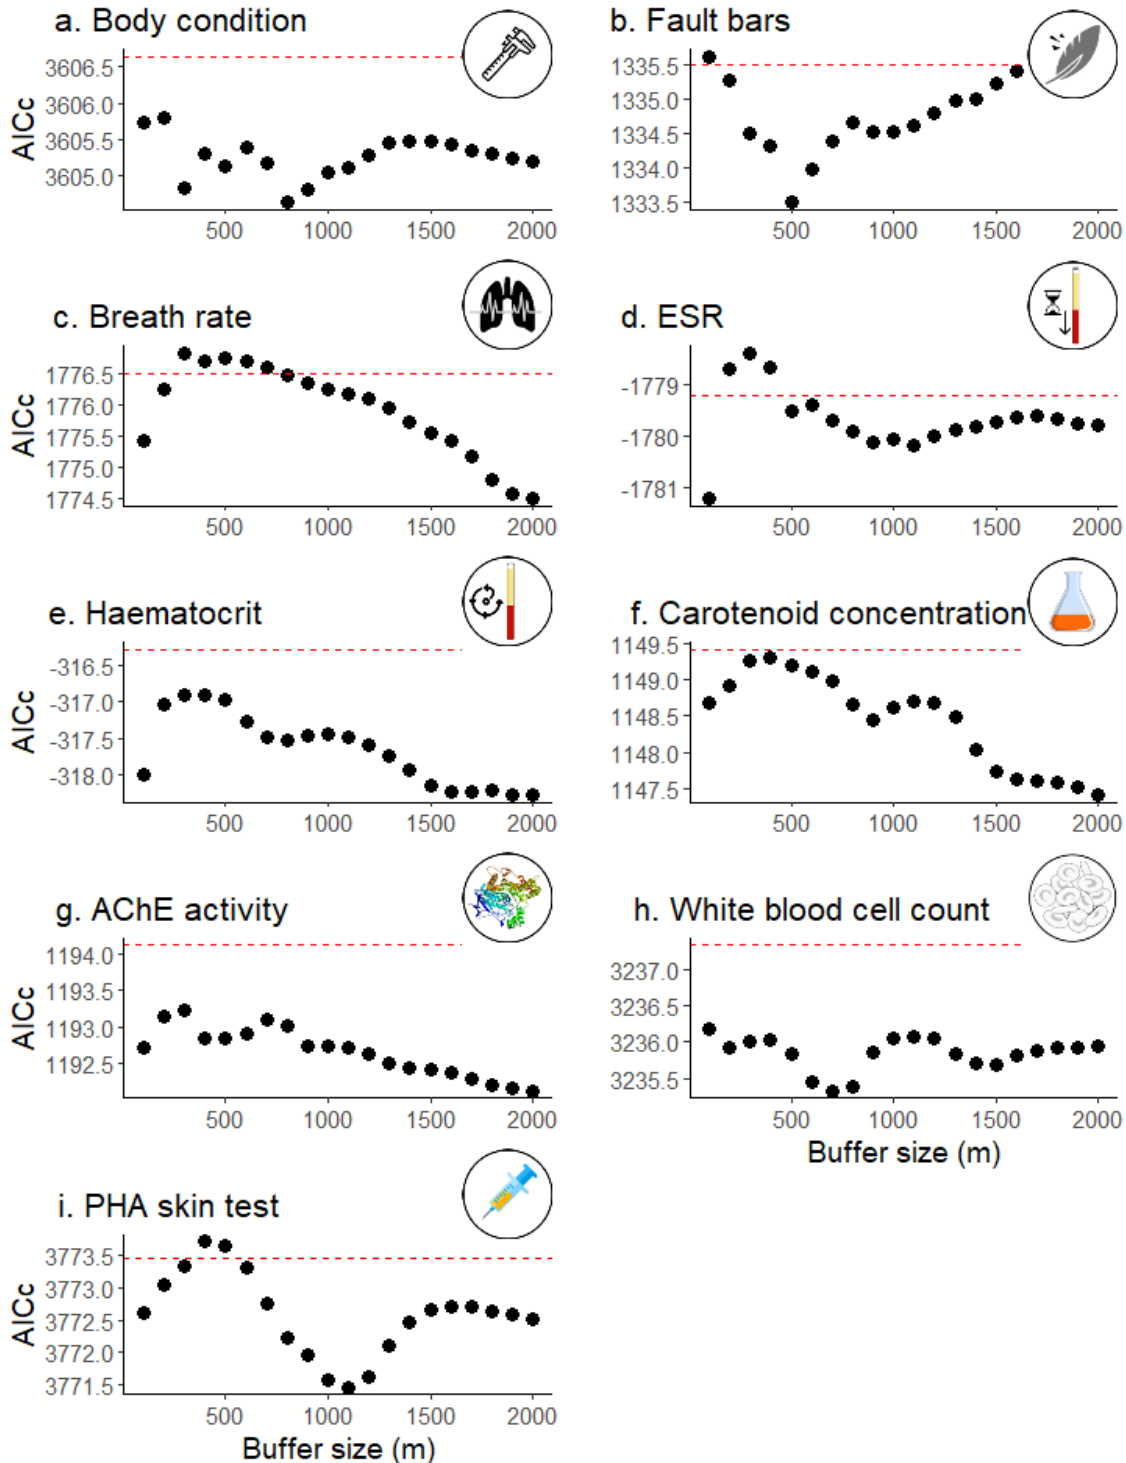 a. Body condition
AICc
3606.5
3606.0
3605.5
3605.0
500 1000 1500 2000
b. Fault bars
1335.5
1335.0
1334.5
1334.0
1333.5
500 1000 1500 2000
c. Breath rate
AICc
1776.5
1776.0
1775.5
1775.0
1774.5
500 1000 1500 2000
d. ESR
-1779
-1780
-1781
500 1000 1500 2000
e. Haematocrit
AICc
-316.5
-317.0
-317.5
-318.0
500 1000 1500 2000
f. Carotenoid concentration
1149.5
1149.0
1148.5
1148.0
1147.5
500 1000 1500 2000
g. AChE activity
AICc
1194.0
1193.5
1193.0
1192.5
500 1000 1500 2000
h. White blood cell count
3237.0
3236.5
3236.0
3235.5
500 1000 1500 2000
Buffer size (m)
i. PHA skin test
AICc
3773.5
3773.0
3772.5
3772.0
3771.5
500 1000 1500 2000
Buffer size (m)